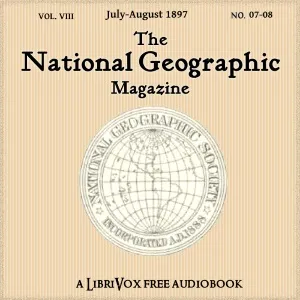 VOL. VIII July-August 1897 NO. 07-08
The
National Geographic
Magazine
NATIONAL GEOGRAPHIC SOCIETY
INCORPORATED A.D. 1888
A LIBRIVOX FREE AUDIOBOOK